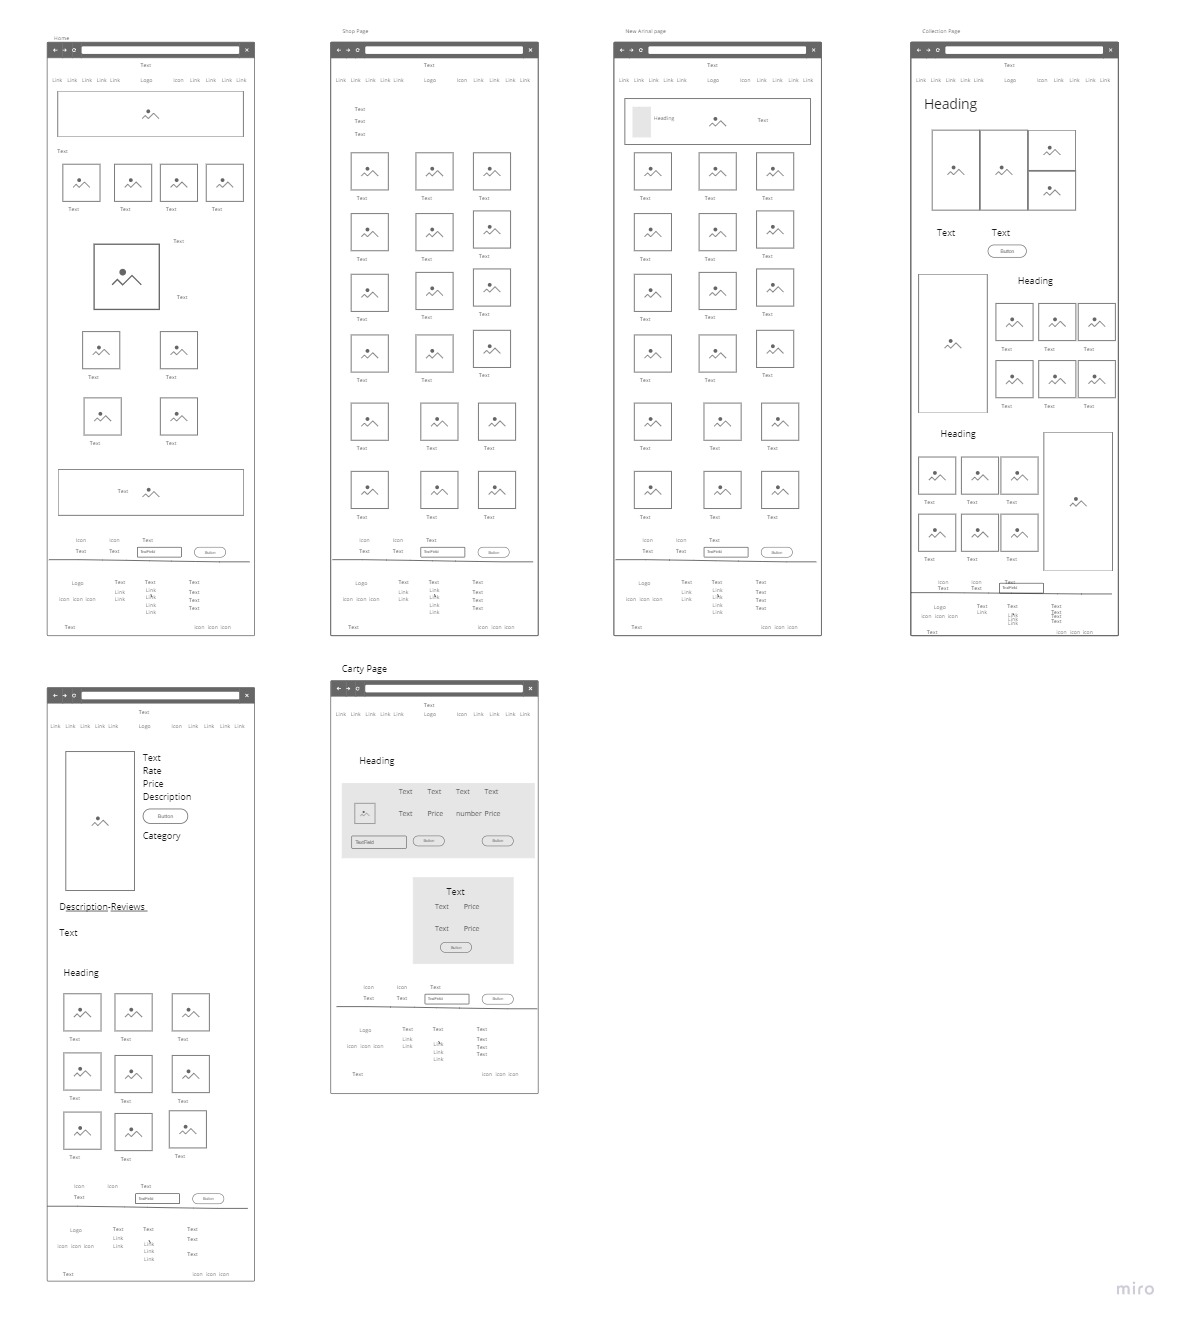 Home
Text
Link Link Link Link Link Logo Icon Link Link Link Link
Text
Text Text Text Text
Text
Text
Text Text
Text Text
Text
Icon Icon Text
Text Text TextField Button
Logo Text Text Text
Link Link Text
Icon Icon Icon Link Link Text
Link Text
Link
Text Icon Icon Icon
Shop Page
Text
Link Link Link Link Link Logo Icon Link Link Link Link
Text
Text
Text
Text Text Text
Text Text Text
Text Text Text
Text Text Text
Text Text Text
Text Text Text
Icon Icon Text
Text Text TextField Button
Logo Text Text Text
Link Link Text
Icon Icon Icon Link Link Text
Link Text
Link
Text Icon Icon Icon
New Arrival page
Text
Link Link Link Link Link Logo Icon Link Link Link Link
Heading Text
Text Text Text
Text Text Text
Text Text Text
Text Text Text
Text Text Text
Text Text Text
Icon Icon Text
Text Text TextField Button
Logo Text Text Text
Link Link Text
Icon Icon Icon Link Link Text
Link Text
Link
Text Icon Icon Icon
Collection Page
Text
Link Link Link Link Link Logo Icon Link Link Link Link
Heading
Text Text
Button
Heading
Text Text Text
Text Text Text
Heading
Text Text Text
Text Text Text
Icon Icon Text
Text Text TextField
Logo Text Text Text
Link Text
Icon Icon Icon Link Text
Link Text
Text Icon Icon Icon
Text
Link Link Link Link Link Logo Icon Link Link Link Link
Text
Rate
Price
Description
Button
Category
Description-Reviews
Text
Heading
Text Text Text
Text Text Text
Text Text Text
Icon Icon Text
Text TextField Button
Logo Text Text Text
Link Text
Icon Icon Icon Link Link
Link Text
Link
Text Icon Icon Icon
Carty Page
Text
Link Link Link Link Link Logo Icon Link Link Link Link
Heading
Text Text Text Text
Text Price number Price
TextField Button Button
Text
Text Price
Text Price
Button
Icon Icon Text
Text Text TextField Button
Logo Text Text Text
Link Text
Icon Icon Icon Link Link Text
Link Text
Link
Text Icon Icon Icon
miro